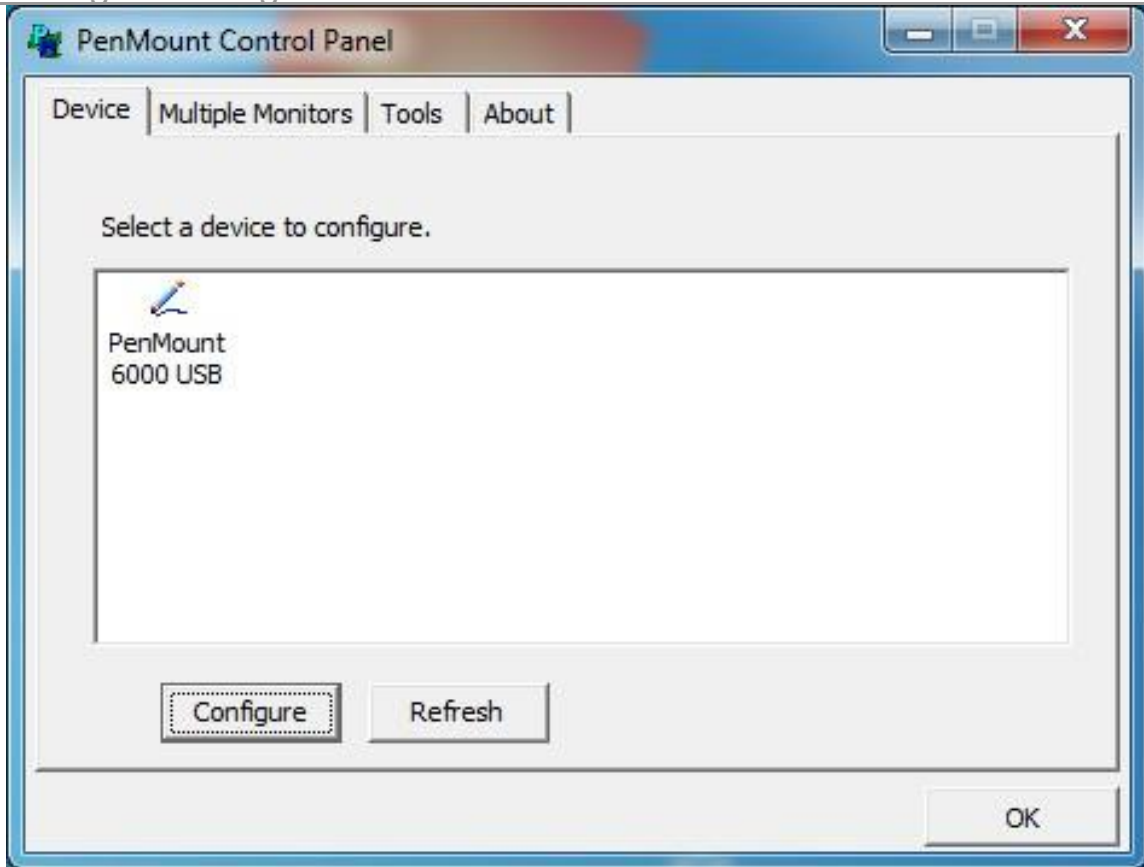 PenMount Control Panel
Device Multiple Monitors Tools About
Select a device to configure.
PenMount
6000 USB
Configure Refresh
OK